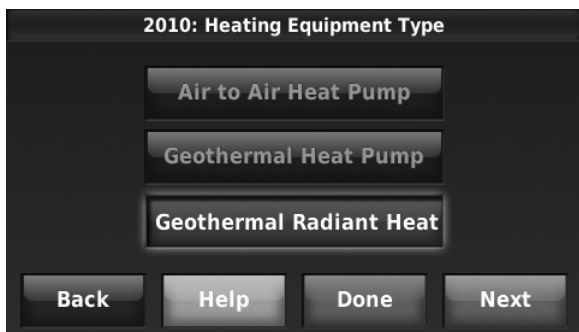 2010: Heating Equipment Type
Air to Air Heat Pump
Geothermal Heat Pump
Geothermal Radiant Heat
Back Help Done Next